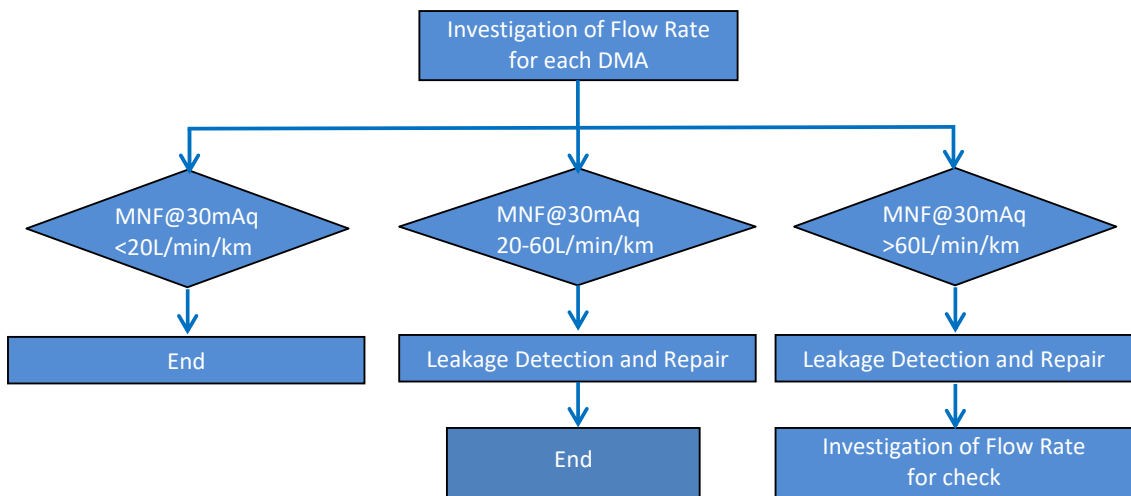 Investigation of Flow Rate
for each DMA
MNF@30mAq
<20L/min/km
MNF@30mAq
20-60L/min/km
MNF@30mAq
>60L/min/km
End
Leakage Detection and Repair
Leakage Detection and Repair
End
Investigation of Flow Rate
for check